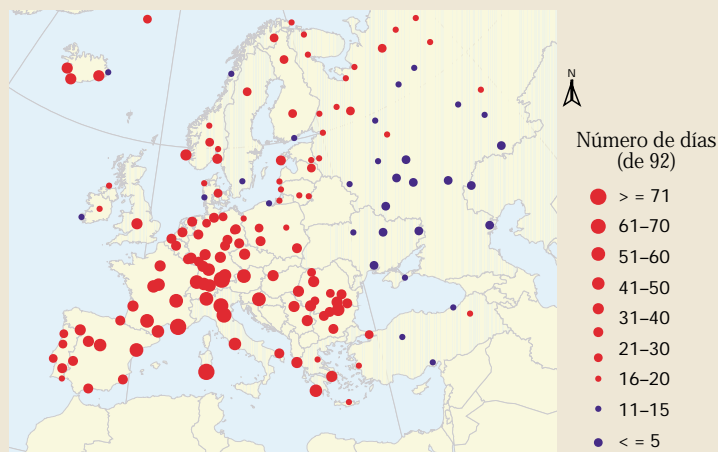 N
Número de días
(de 92)
> = 71
61–70
51–60
41–50
31–40
21–30
16–20
11–15
< = 5